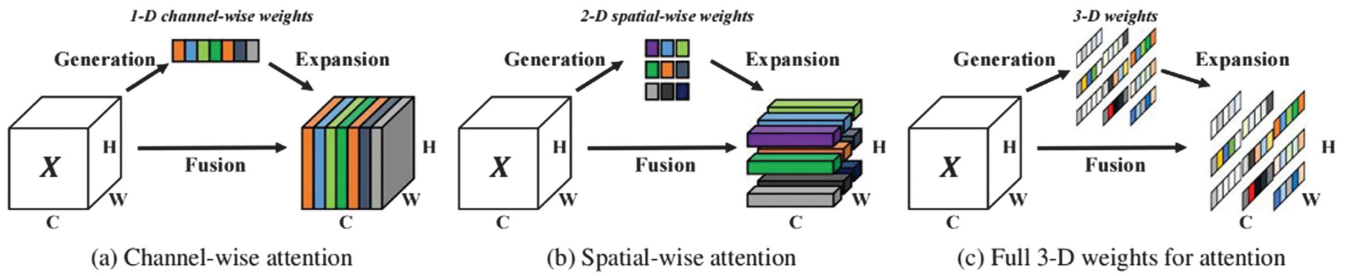 1-D channel-wise weights
Generation
Expansion
X
H
Fusion
H
W
C
W
C
(a) Channel-wise attention
2-D spatial-wise weights
Generation
Expansion
X
H
Fusion
H
W
C
W
C
(b) Spatial-wise attention
3-D weights
Generation
Expansion
X
H
Fusion
H
W
C
W
C
(c) Full 3-D weights for attention